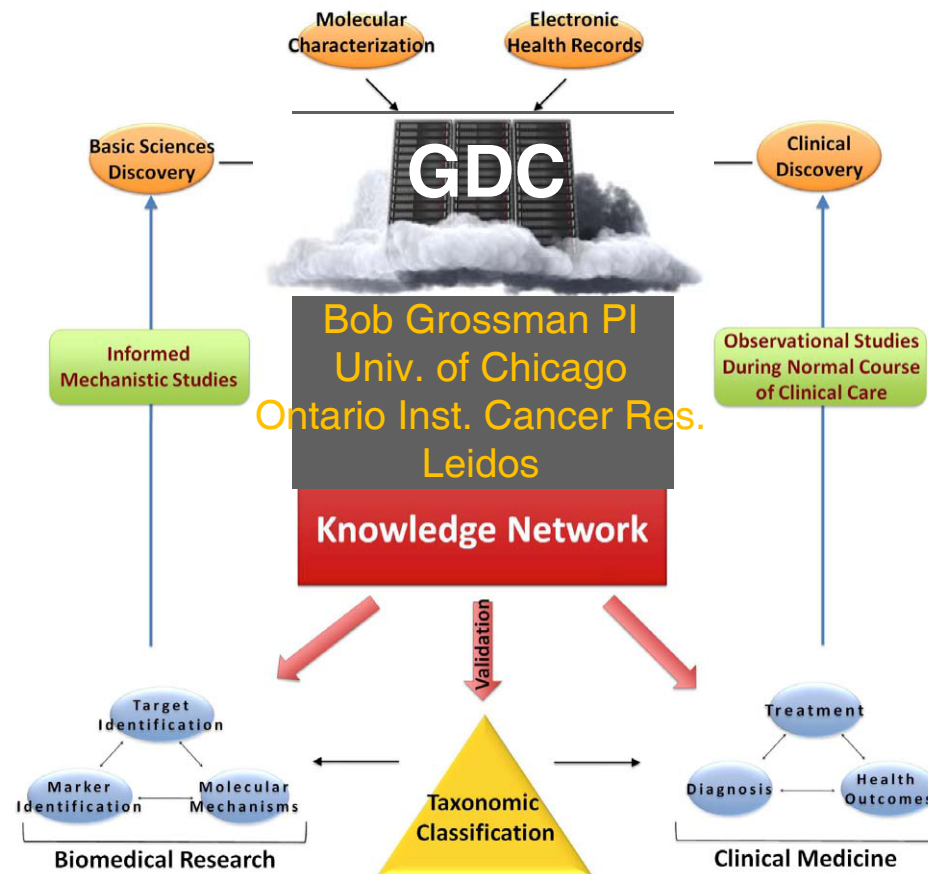 Molecular
Characterization
Electronic
Health Records
Basic Sciences
Discovery
GDC
Clinical
Discovery
Informed
Mechanistic Studies
Bob Grossman PI
Univ. of Chicago
Ontario Inst. Cancer Res.
Leidos
Observational Studies
During Normal Course
of Clinical Care
Knowledge Network
Validation
Target
Identification
Marker
Identification
Molecular
Mechanisms
Biomedical Research
Taxonomic
Classification
Treatment
Diagnosis
Health
Outcomes
Clinical Medicine